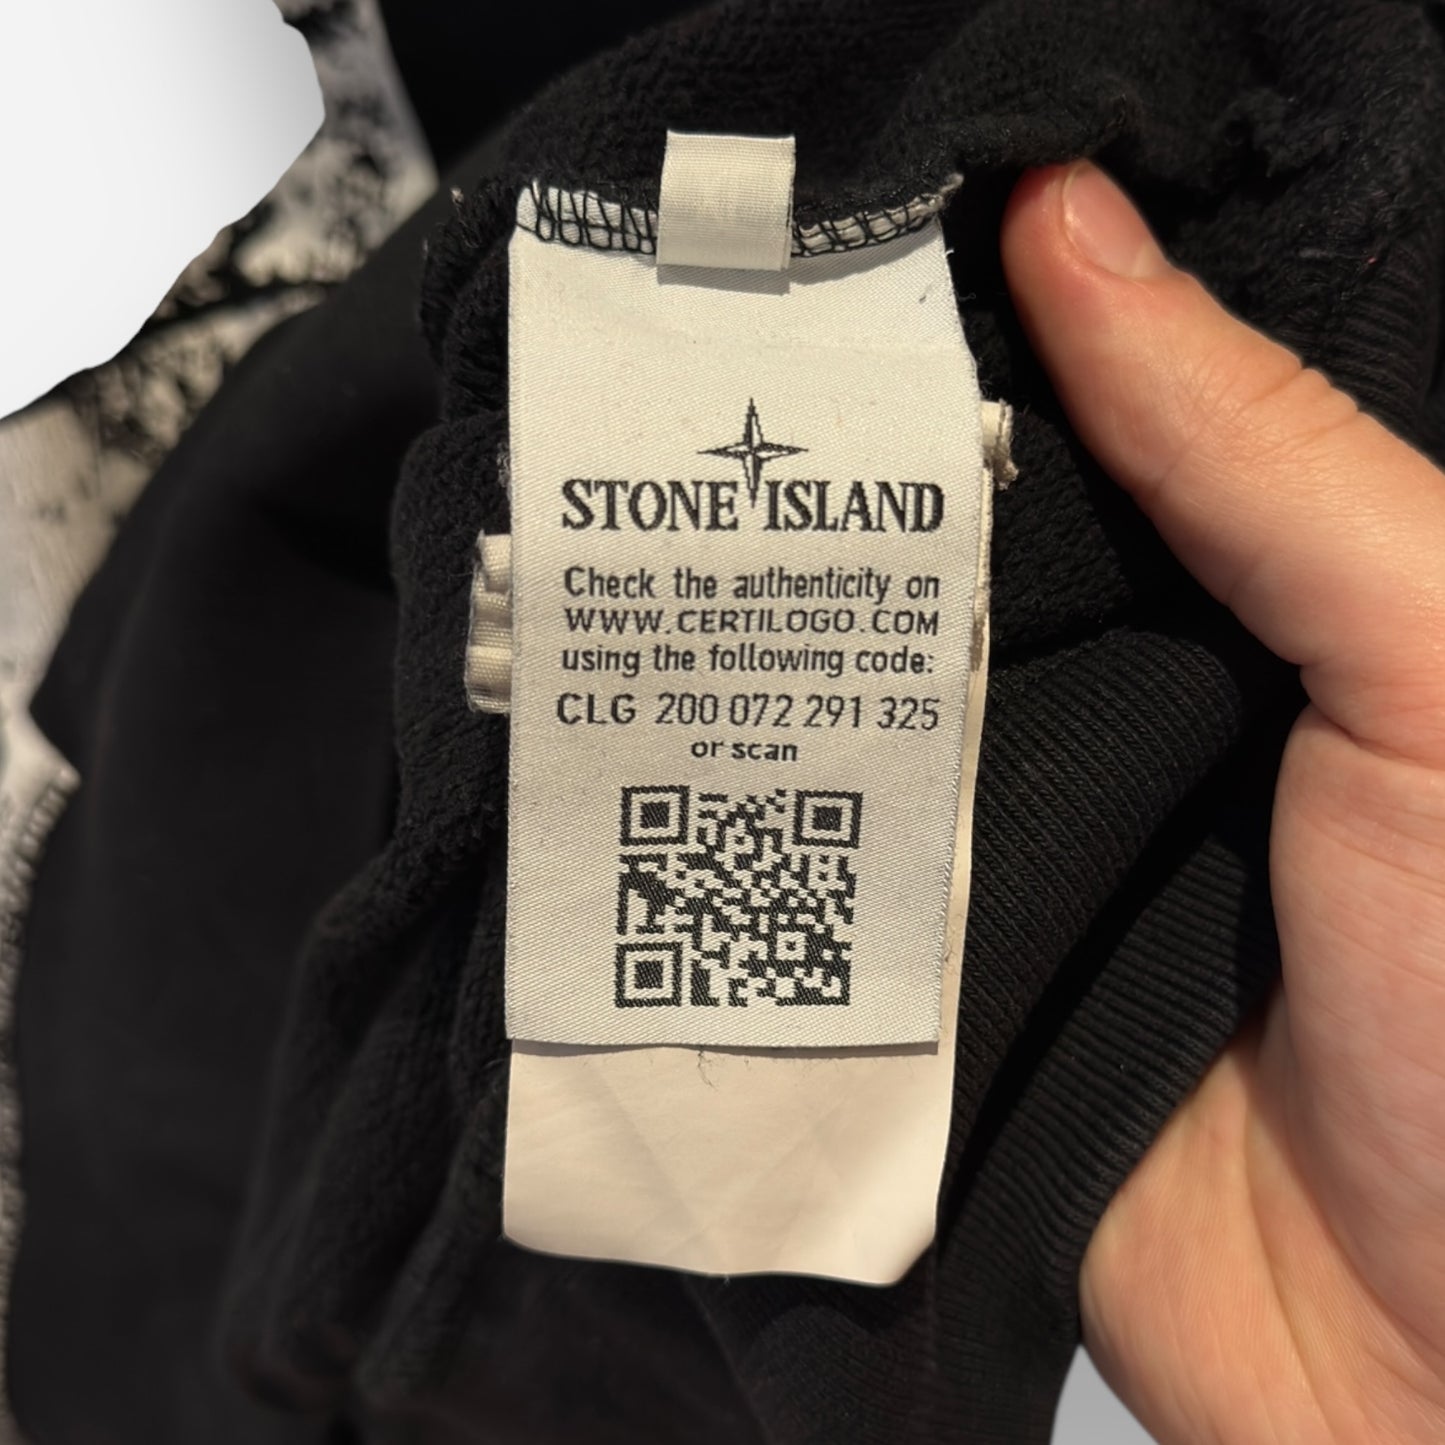 STONE ISLAND
Check the authenticity on
WWW.CERTILOGO.COM
using the following code:
CLG 200 072 291 325
or scan